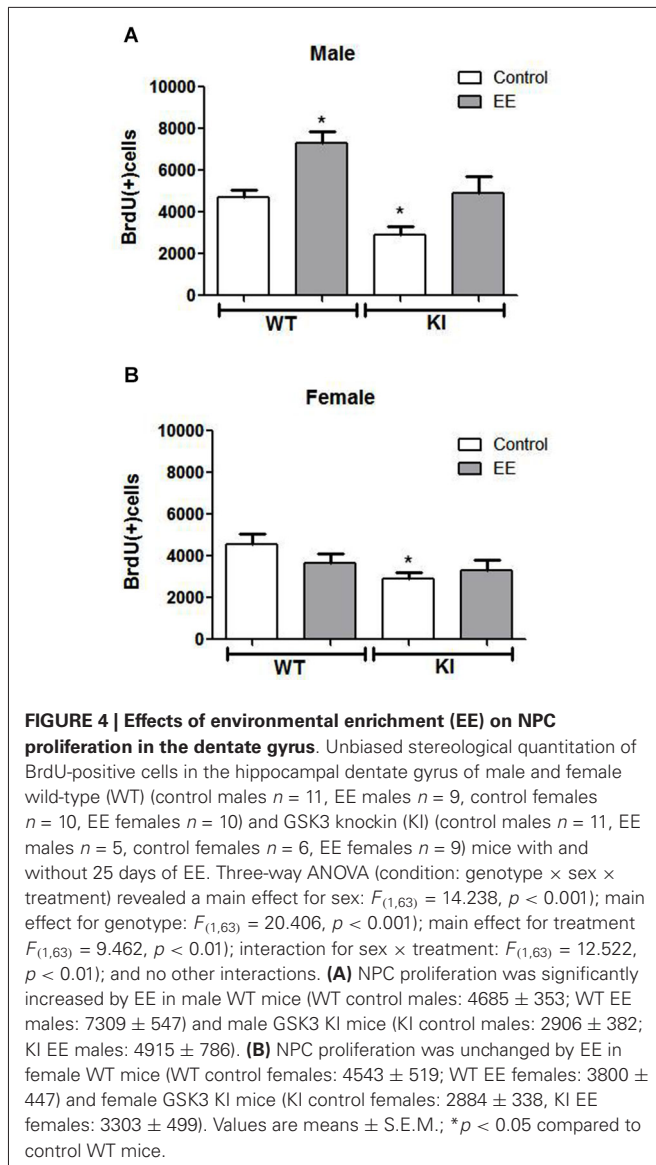 A
Male
Control
EE
BrdU(+)cells
10000
8000
6000
4000
2000
0
*
*
WT
KI
B
Female
Control
EE
BrdU(+)cells
10000
8000
6000
4000
2000
0
*
WT
KI
FIGURE 4 | Effects of environmental enrichment (EE) on NPC
proliferation in the dentate gyrus. Unbiased stereological quantitation of
BrdU-positive cells in the hippocampal dentate gyrus of male and female
wild-type (WT) (control males n = 11, EE males n = 9, control females
n = 10, EE females n = 10) and GSK3 knockin (KI) (control males n = 11, EE
males n = 5, control females n = 6, EE females n = 9) mice with and
without 25 days of EE. Three-way ANOVA (condition: genotype × sex ×
treatment) revealed a main effect for sex: F(1,63) = 14.238, p < 0.001); main
effect for genotype: F(1,63) = 20.406, p < 0.001); main effect for treatment
F(1,63) = 9.462, p < 0.01); interaction for sex × treatment: F(1,63) = 12.522,
p < 0.01); and no other interactions. (A) NPC proliferation was significantly
increased by EE in male WT mice (WT control males: 4685 ± 353; WT EE
males: 7309 ± 547) and male GSK3 KI mice (KI control males: 2906 ± 382;
KI EE males: 4915 ± 786). (B) NPC proliferation was unchanged by EE in
female WT mice (WT control females: 4543 ± 519; WT EE females: 3800 ±
447) and female GSK3 KI mice (KI control females: 2884 ± 338, KI EE
females: 3303 ± 499). Values are means ± S.E.M.; *p < 0.05 compared to
control WT mice.